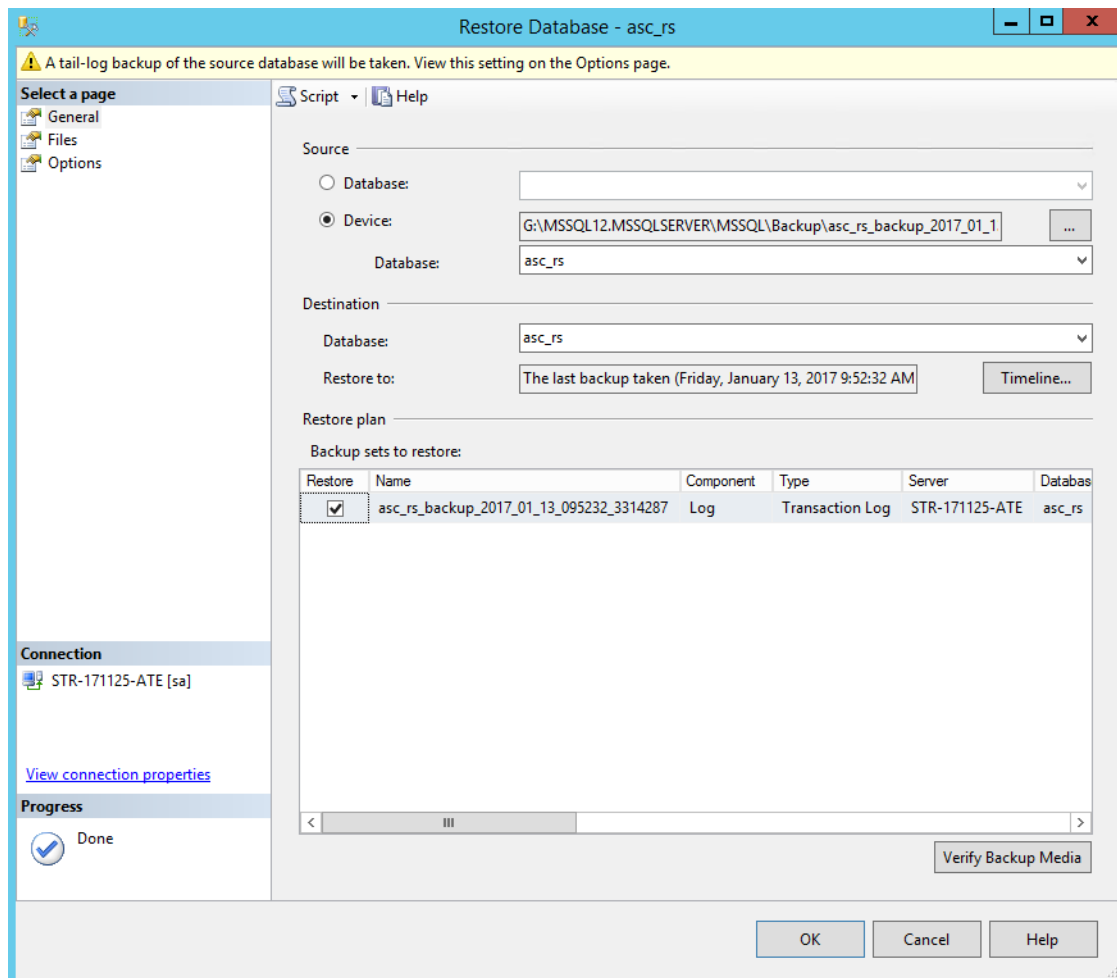 Restore Database - asc_rs
A tail-log backup of the source database will be taken. View this setting on the Options page.
Select a page
General
Files
Options
Script Help
Source
Database:
Device: G:\MSSQL12.MSSQLSERVER\MSSQL\Backup\asc_rs_backup_2017_01_1 ...
Database: asc_rs
Destination
Database: asc_rs
Restore to: The last backup taken (Friday, January 13, 2017 9:52:32 AM Timeline...
Restore plan
Backup sets to restore:
Restore Name Component Type Server Databas
asc_rs_backup_2017_01_13_095232_3314287 Log Transaction Log STR-171125-ATE asc_rs
Connection
STR-171125-ATE [sa]
View connection properties
Progress
Done
Verify Backup Media
OK Cancel Help